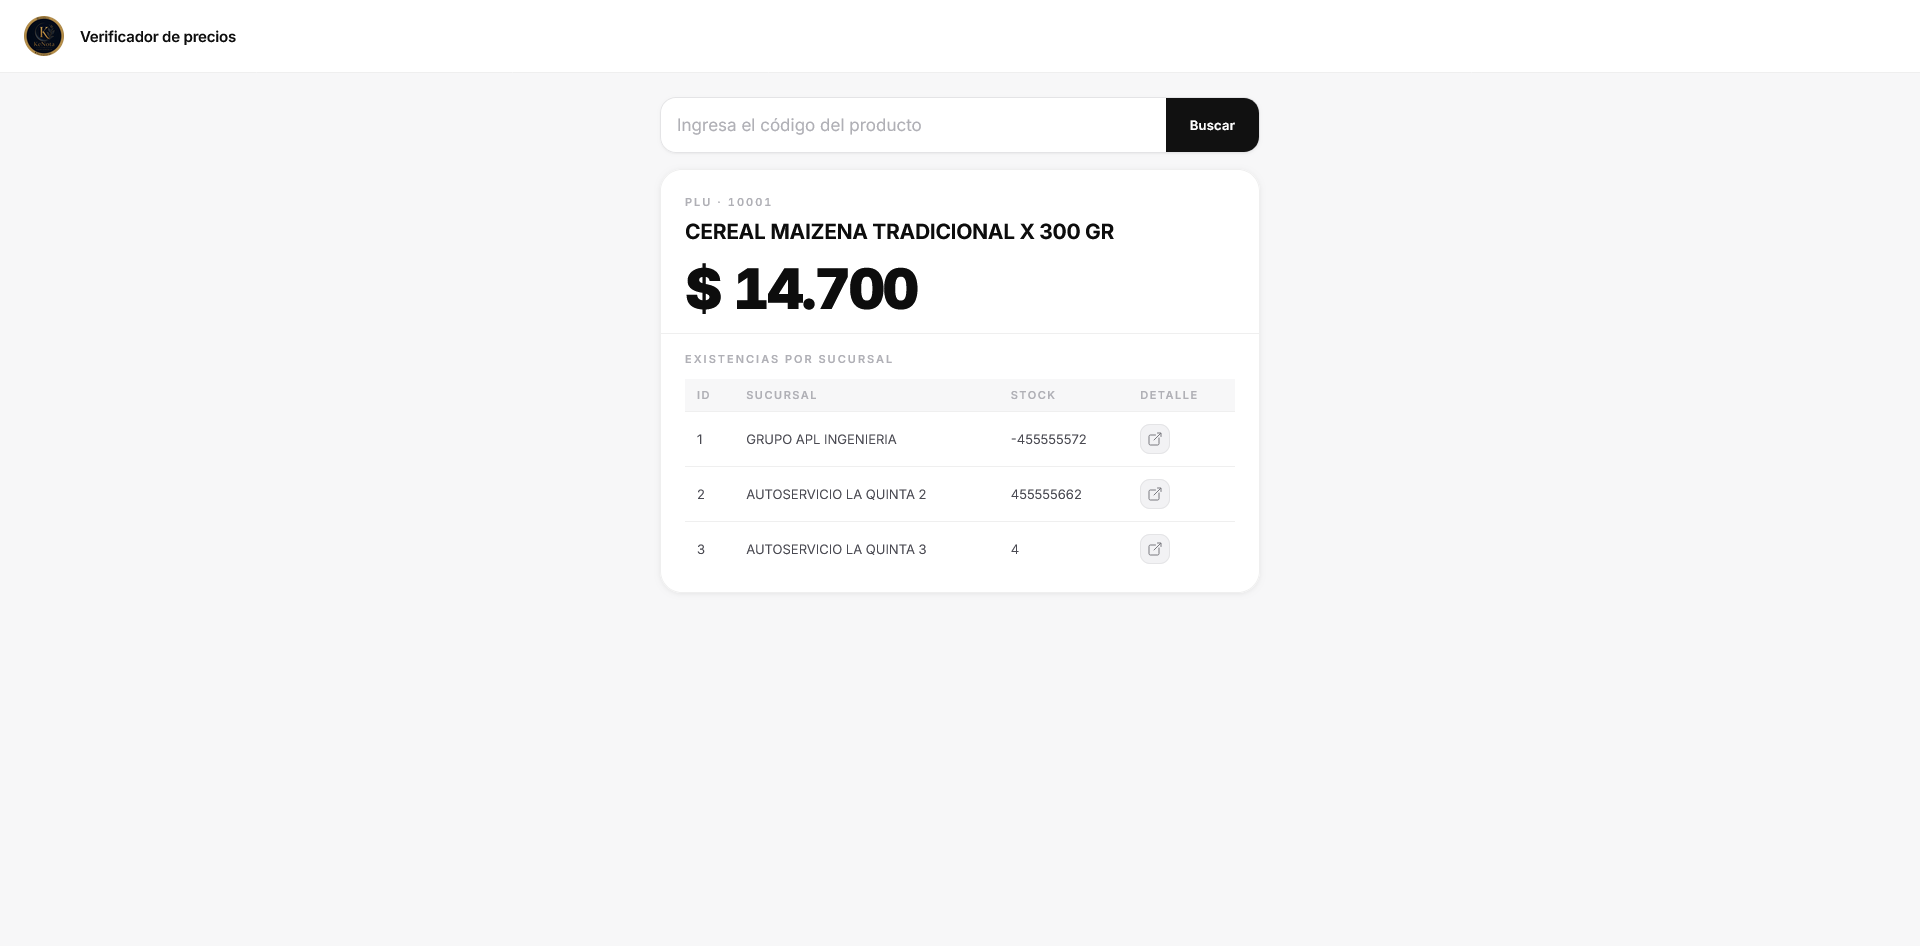 Verificador de precios
Ingresa el código del producto
Buscar
PLU · 10001
CEREAL MAIZENA TRADICIONAL X 300 GR
$ 14.700
EXISTENCIAS POR SUCURSAL
ID SUCURSAL STOCK DETALLE
1 GRUPO APL INGENIERIA -455555572
2 AUTOSERVICIO LA QUINTA 2 455555662
3 AUTOSERVICIO LA QUINTA 3 4